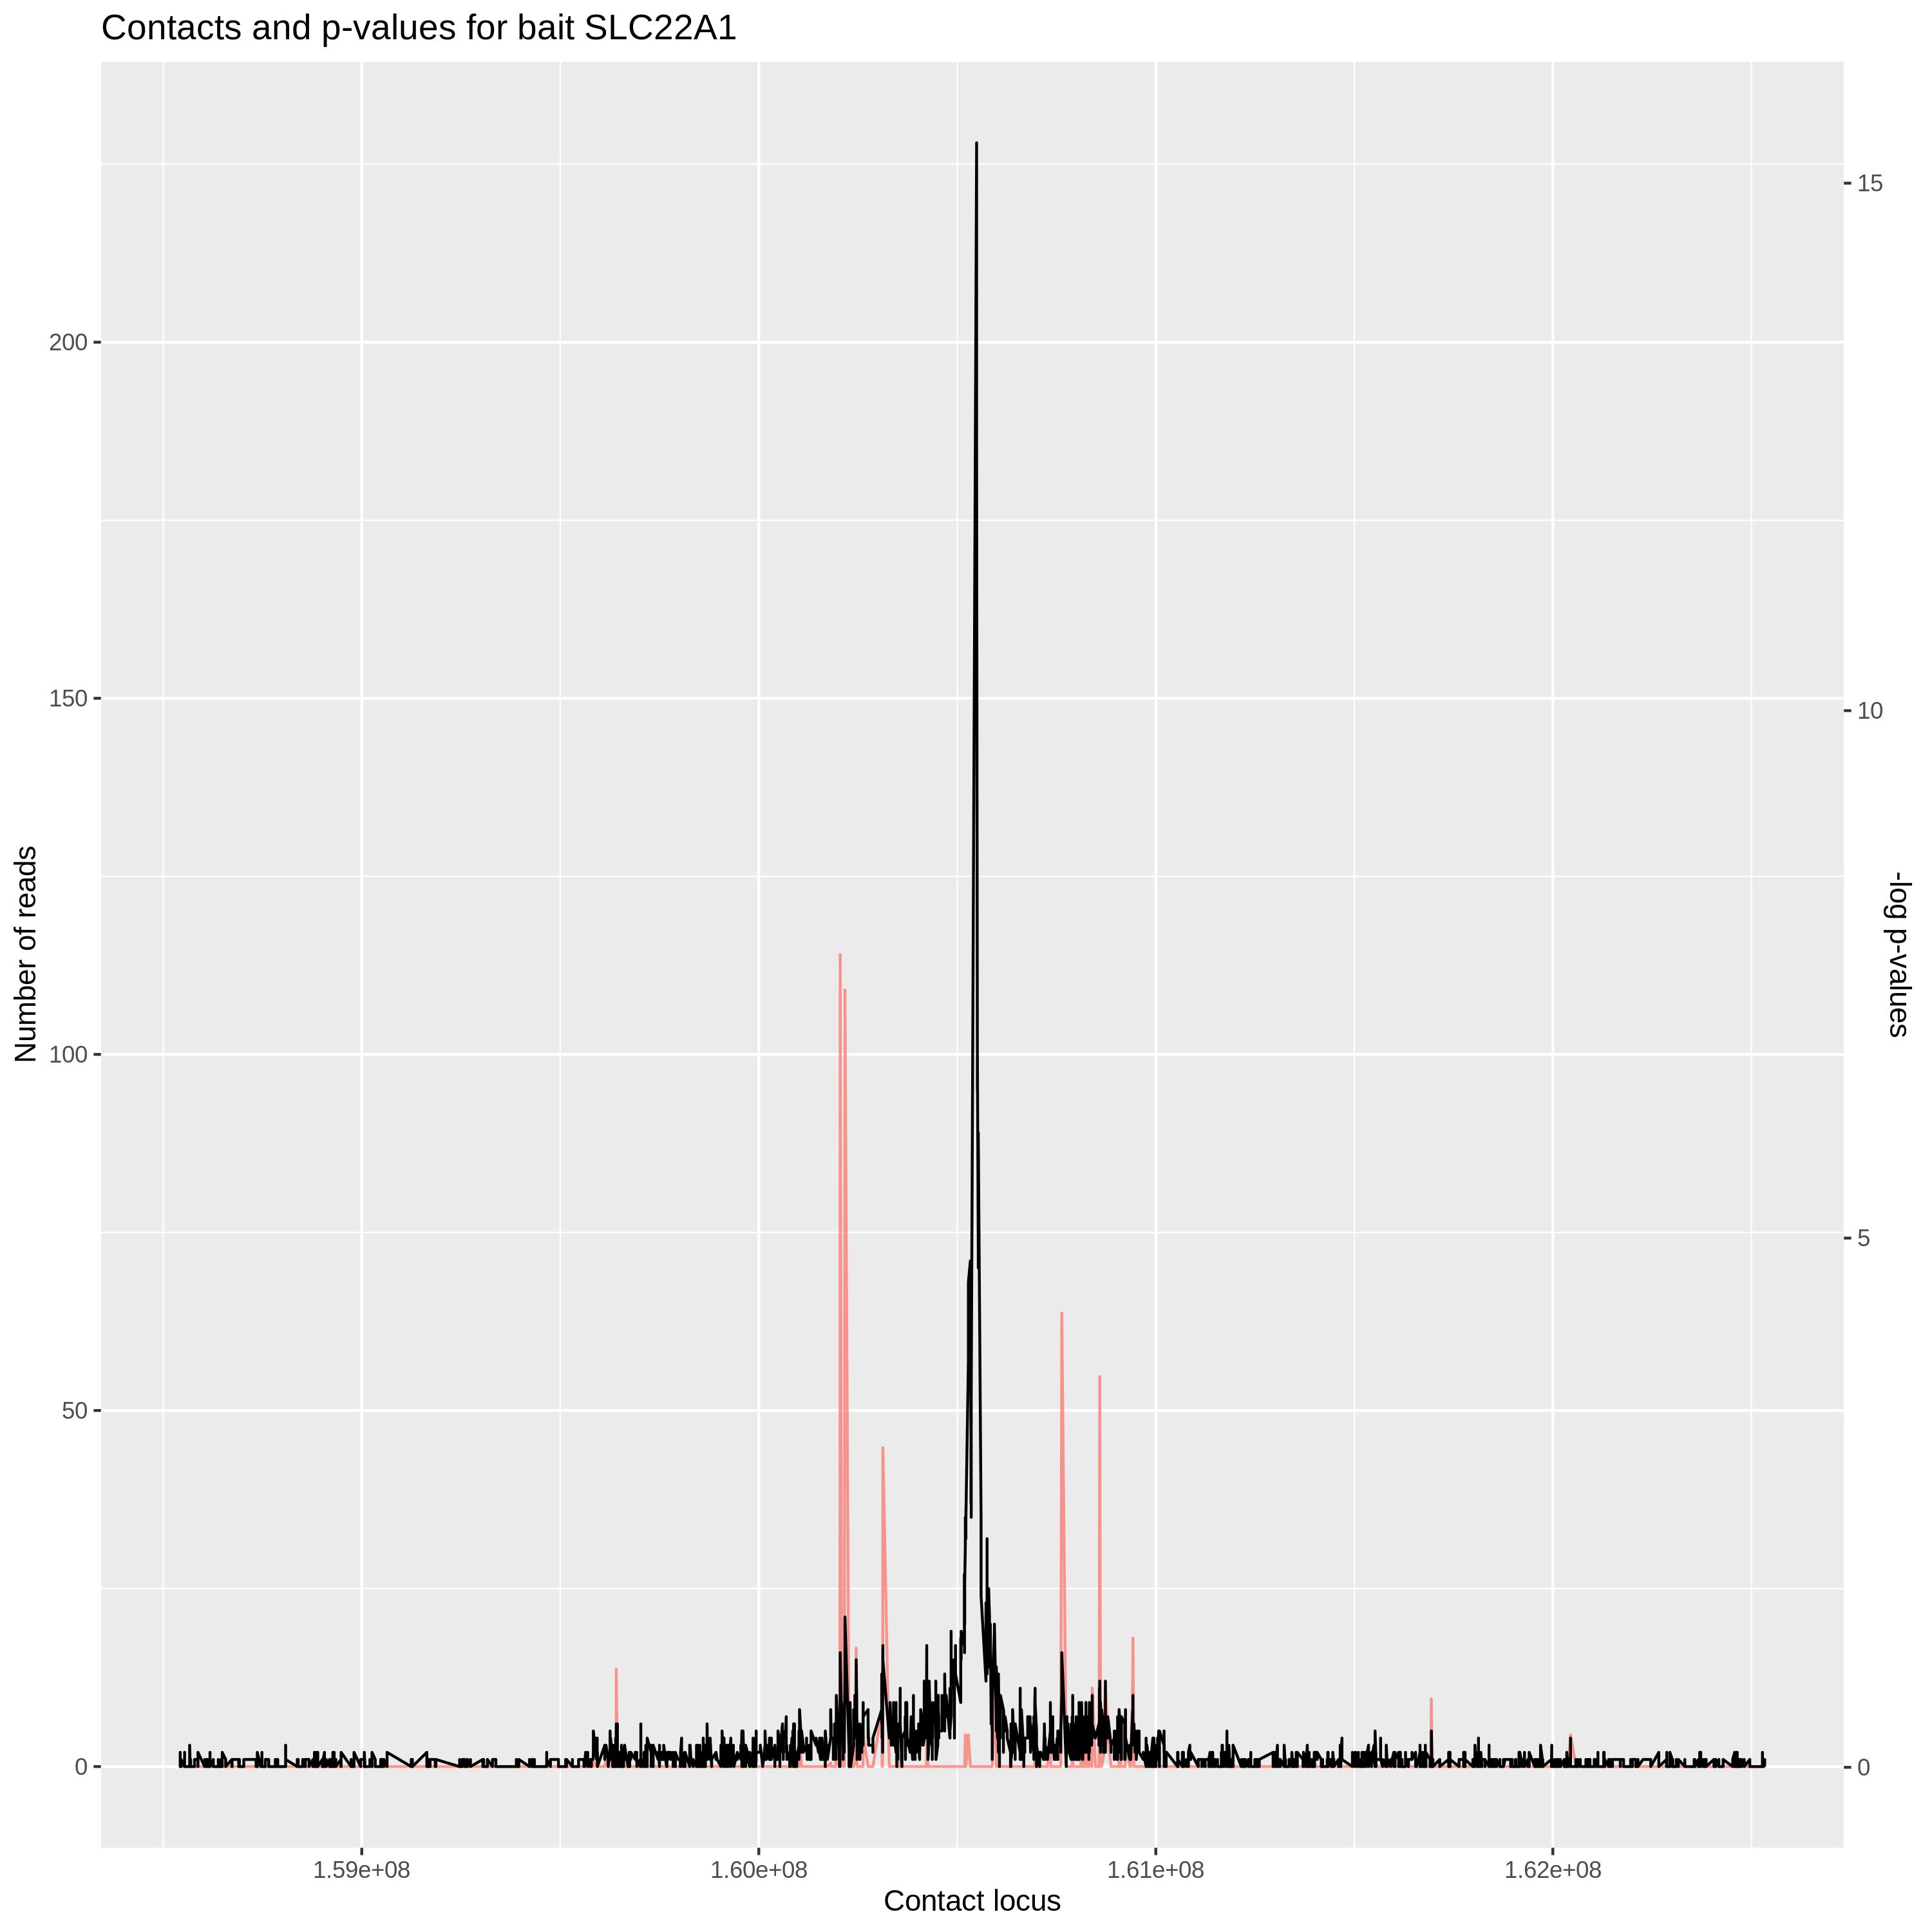 Contacts and p-values for bait SLC22A1
Number of reads
200
150
100
50
0
15
10
5
0
-log p-values
1.59e+08
1.60e+08
1.61e+08
1.62e+08
Contact locus